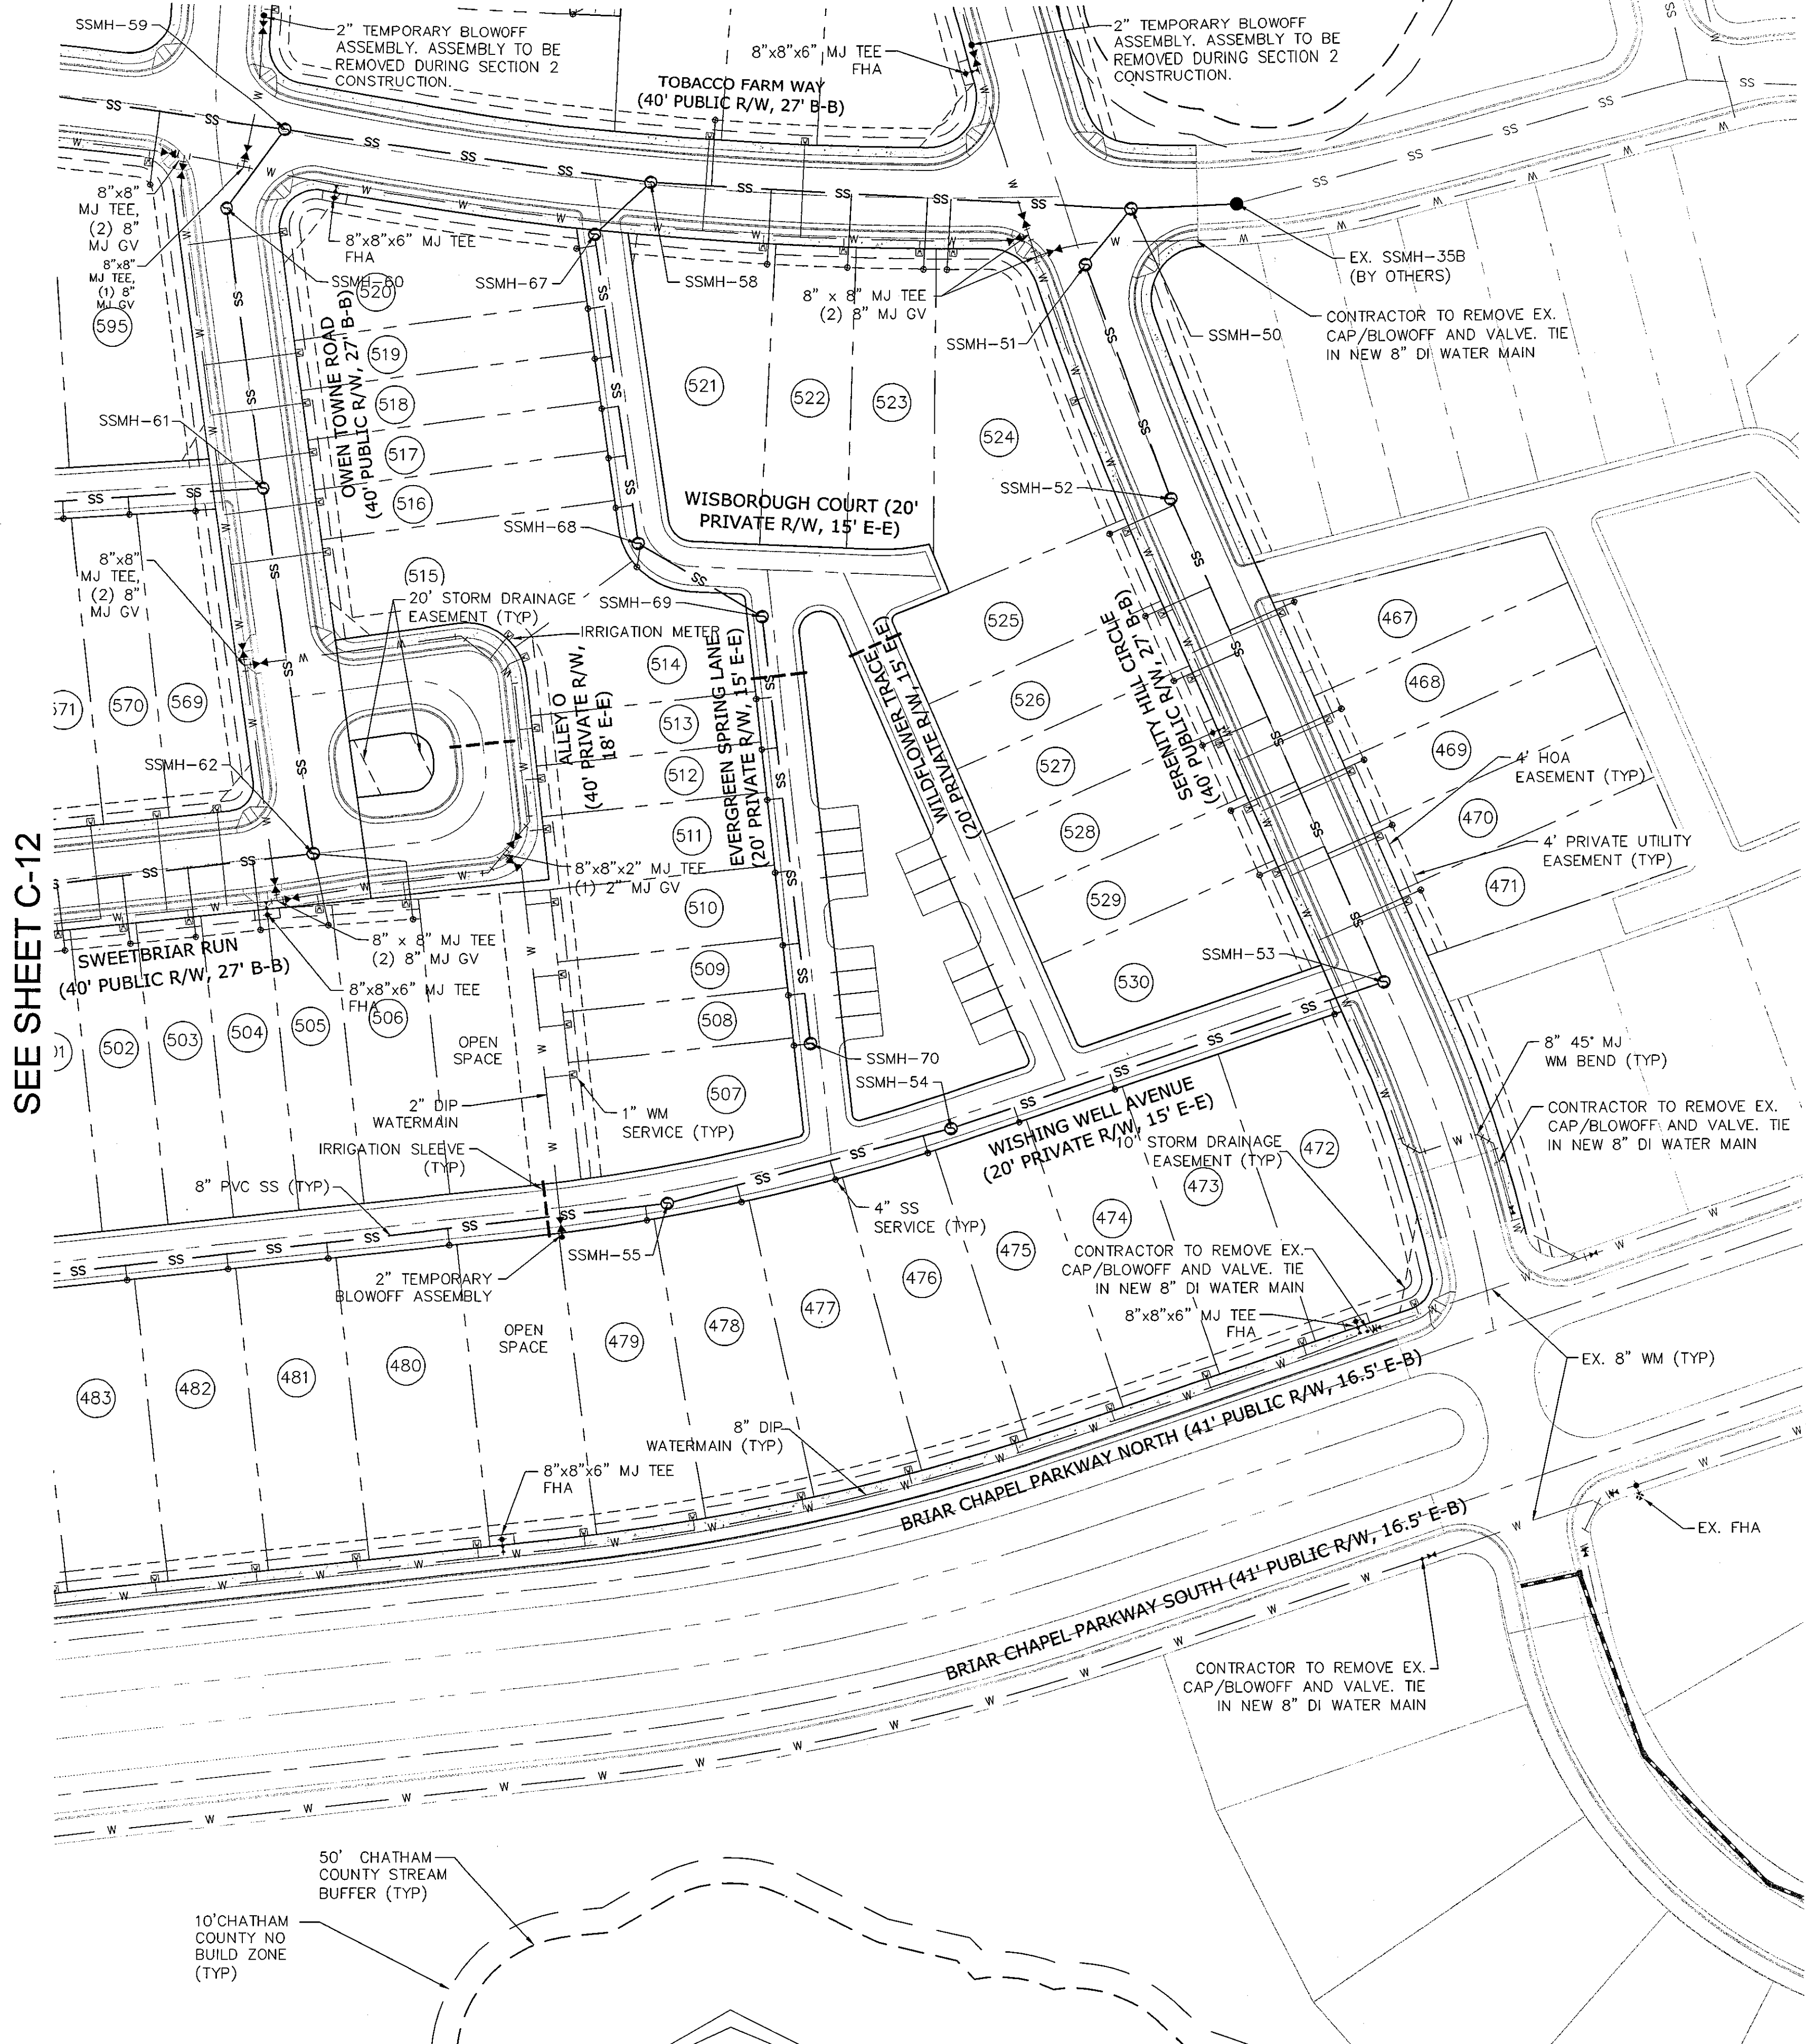 SSMH-59
2" TEMPORARY BLOWOFF
ASSEMBLY. ASSEMBLY TO BE
REMOVED DURING SECTION 2
CONSTRUCTION.
8"x8"x6" MJ TEE
FHA
2" TEMPORARY BLOWOFF
ASSEMBLY. ASSEMBLY TO BE
REMOVED DURING SECTION 2
CONSTRUCTION.
TOBACCO FARM WAY
(40' PUBLIC R/W, 27' B-B)
8"x8"
MJ TEE,
(2) 8"
MJ GV
8"x8"
MJ TEE,
(1) 8"
MJ GV
595
8"x8"x6" MJ TEE
FHA
SSMH-60
520
SSMH-67
SSMH-58
8" x 8" MJ TEE
(2) 8" MJ GV
SSMH-51
SSMH-50
EX. SSMH-35B
(BY OTHERS)
CONTRACTOR TO REMOVE EX.
CAP/BLOWOFF AND VALVE. TIE
IN NEW 8" DI WATER MAIN
OWEN TOWNE ROAD
(40' PUBLIC R/W, 27' B-B)
519
518
517
516
515
521
522
523
524
SSMH-61
SSMH-52
WISBOROUGH COURT (20'
PRIVATE R/W, 15' E-E)
SSMH-68
8"x8"
MJ TEE,
(2) 8"
MJ GV
20' STORM DRAINAGE
EASEMENT (TYP)
SSMH-69
IRRIGATION METER
514
513
512
511
510
509
508
507
571
570
569
SSMH-62
ALLEY O
(40' PRIVATE R/W,
18' E-E)
EVERGREEN SPRING LANE
(20' PRIVATE R/W, 15' E-E)
WILDFLOWER TRACE
(20' PRIVATE R/W, 15' E-E)
SERENITY HILL CIRCLE
(40' PUBLIC R/W, 27' B-B)
525
526
527
528
529
530
467
468
469
470
471
4' HOA
EASEMENT (TYP)
4' PRIVATE UTILITY
EASEMENT (TYP)
SEE SHEET C-12
8"x8"x2" MJ TEE
(1) 2" MJ GV
8" x 8" MJ TEE
(2) 8" MJ GV
SWEETBRIAR RUN
(40' PUBLIC R/W, 27' B-B)
8"x8"x6" MJ TEE
FHA
01
502
503
504
505
506
OPEN
SPACE
SSMH-53
SSMH-70
SSMH-54
2" DIP
WATERMAIN
1" WM
SERVICE (TYP)
8" 45° MJ
WM BEND (TYP)
CONTRACTOR TO REMOVE EX.
CAP/BLOWOFF AND VALVE. TIE
IN NEW 8" DI WATER MAIN
IRRIGATION SLEEVE
(TYP)
8" PVC SS (TYP)
WISHING WELL AVENUE
(20' PRIVATE R/W, 15' E-E)
10' STORM DRAINAGE
EASEMENT (TYP)
472
473
474
475
476
477
478
479
480
481
482
483
4" SS
SERVICE (TYP)
SSMH-55
2" TEMPORARY
BLOWOFF ASSEMBLY
OPEN
SPACE
CONTRACTOR TO REMOVE EX.
CAP/BLOWOFF AND VALVE. TIE
IN NEW 8" DI WATER MAIN
8"x8"x6" MJ TEE
FHA
EX. 8" WM (TYP)
8" DIP
WATERMAIN (TYP)
8"x8"x6" MJ TEE
FHA
BRIAR CHAPEL PARKWAY NORTH (41' PUBLIC R/W, 16.5' E-B)
BRIAR CHAPEL PARKWAY SOUTH (41' PUBLIC R/W, 16.5' E-B)
EX. FHA
CONTRACTOR TO REMOVE EX.
CAP/BLOWOFF AND VALVE. TIE
IN NEW 8" DI WATER MAIN
50' CHATHAM
COUNTY STREAM
BUFFER (TYP)
10'CHATHAM
COUNTY NO
BUILD ZONE
(TYP)